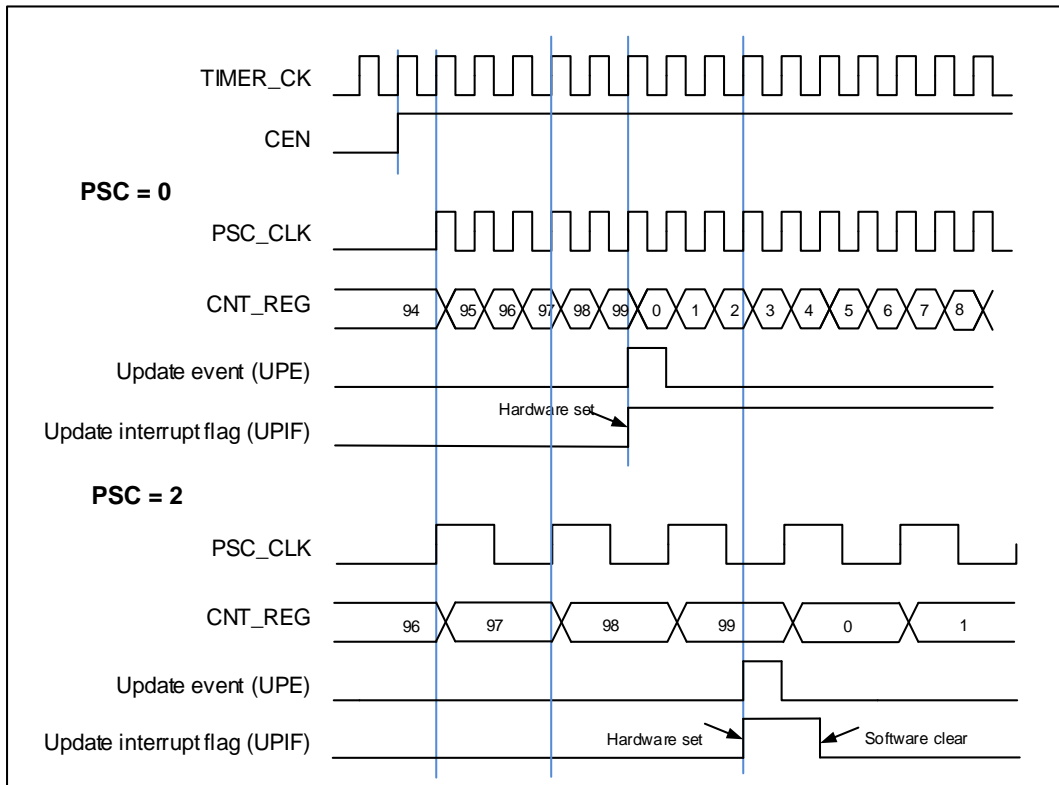 TIMER_CK
CEN
PSC = 0
PSC_CLK
CNT_REG 94 95 96 97 98 99 0 1 2 3 4 5 6 7 8
Update event (UPE)
Hardware set
Update interrupt flag (UPIF)
PSC = 2
PSC_CLK
CNT_REG 96 97 98 99 0 1
Update event (UPE)
Update interrupt flag (UPIF) Hardware set Software clear